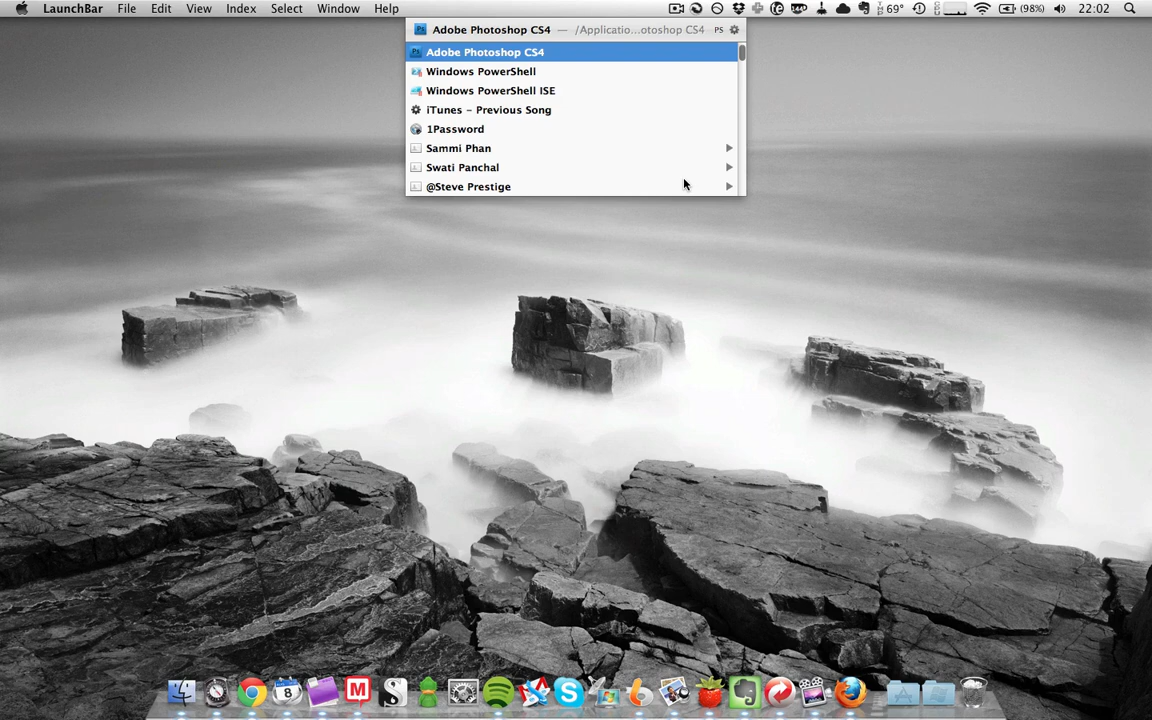 LaunchBar File Edit View Index Select Window Help 69° (98%) 22:02
Adobe Photoshop CS4 — /Applicatio...otoshop CS4 PS
Adobe Photoshop CS4
Windows PowerShell
Windows PowerShell ISE
iTunes – Previous Song
1Password
Sammi Phan
Swati Panchal
@Steve Prestige
8